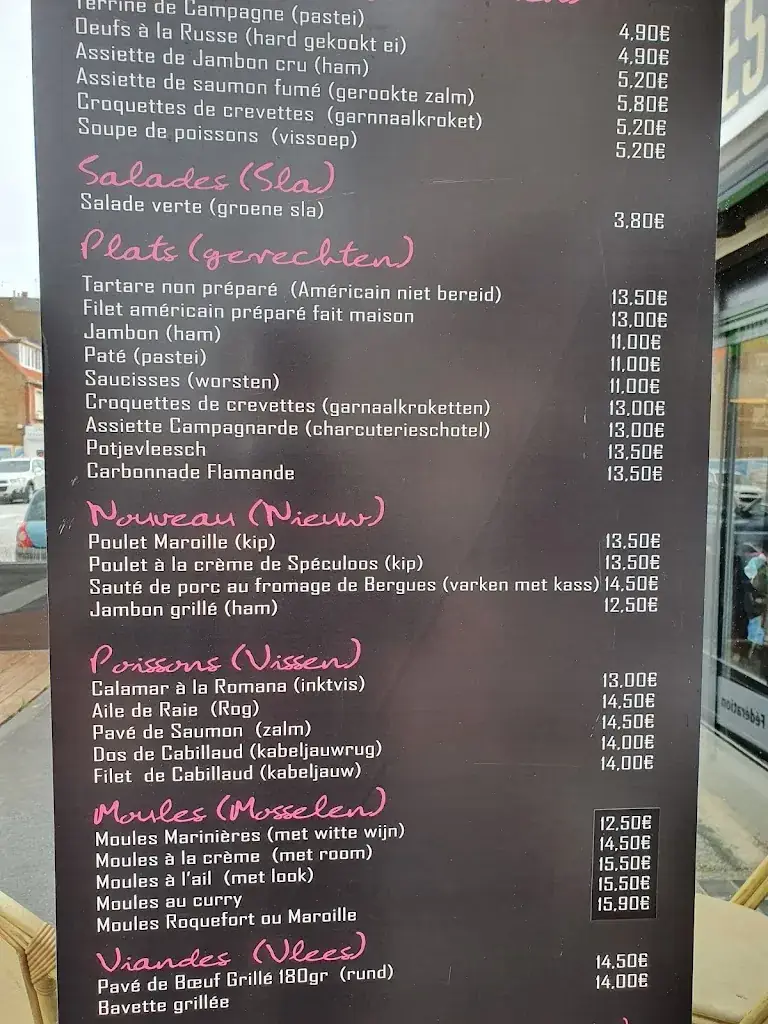 Terrine de Campagne (pastei) 4,90€
Oeufs à la Russe (hard gekookt ei) 4,90€
Assiette de Jambon cru (ham) 5,20€
Assiette de saumon fumé (gerookte zalm) 5,80€
Croquettes de crevettes (garnnaalkroket) 5,20€
Soupe de poissons (vissoep) 5,20€
Salades (Sla)
Salade verte (groene sla) 3,80€
Plats (gerechten)
Tartare non préparé (Américain niet bereid) 13,50€
Filet américain préparé fait maison 13,00€
Jambon (ham) 11,00€
Paté (pastei) 11,00€
Saucisses (worsten) 11,00€
Croquettes de crevettes (garnaalkroketten) 13,00€
Assiette Campagnarde (charcuterieschotel) 13,00€
Potjevleesch 13,50€
Carbonnade Flamande 13,50€
Nouveau (Nieuw)
Poulet Maroille (kip) 13,50€
Poulet à la crème de Spéculoos (kip) 13,50€
Sauté de porc au fromage de Bergues (varken met kass) 14,50€
Jambon grillé (ham) 12,50€
Poissons (Vissen)
Calamar à la Romana (inktvis) 13,00€
Aile de Raie (Rog) 14,50€
Pavé de Saumon (zalm) 14,50€
Dos de Cabillaud (kabeljauwrug) 14,00€
Filet de Cabillaud (kabeljauw) 14,00€
Moules (Mosselen)
Moules Marinières (met witte wijn) 12,50€
Moules à la crème (met room) 14,50€
Moules à l'ail (met look) 15,50€
Moules au curry 15,50€
Moules Roquefort ou Maroille 15,90€
Viandes (Vlees)
Pavé de Bœuf Grillé 180gr (rund) 14,50€
Bavette grillée 14,00€
ES
Fédération